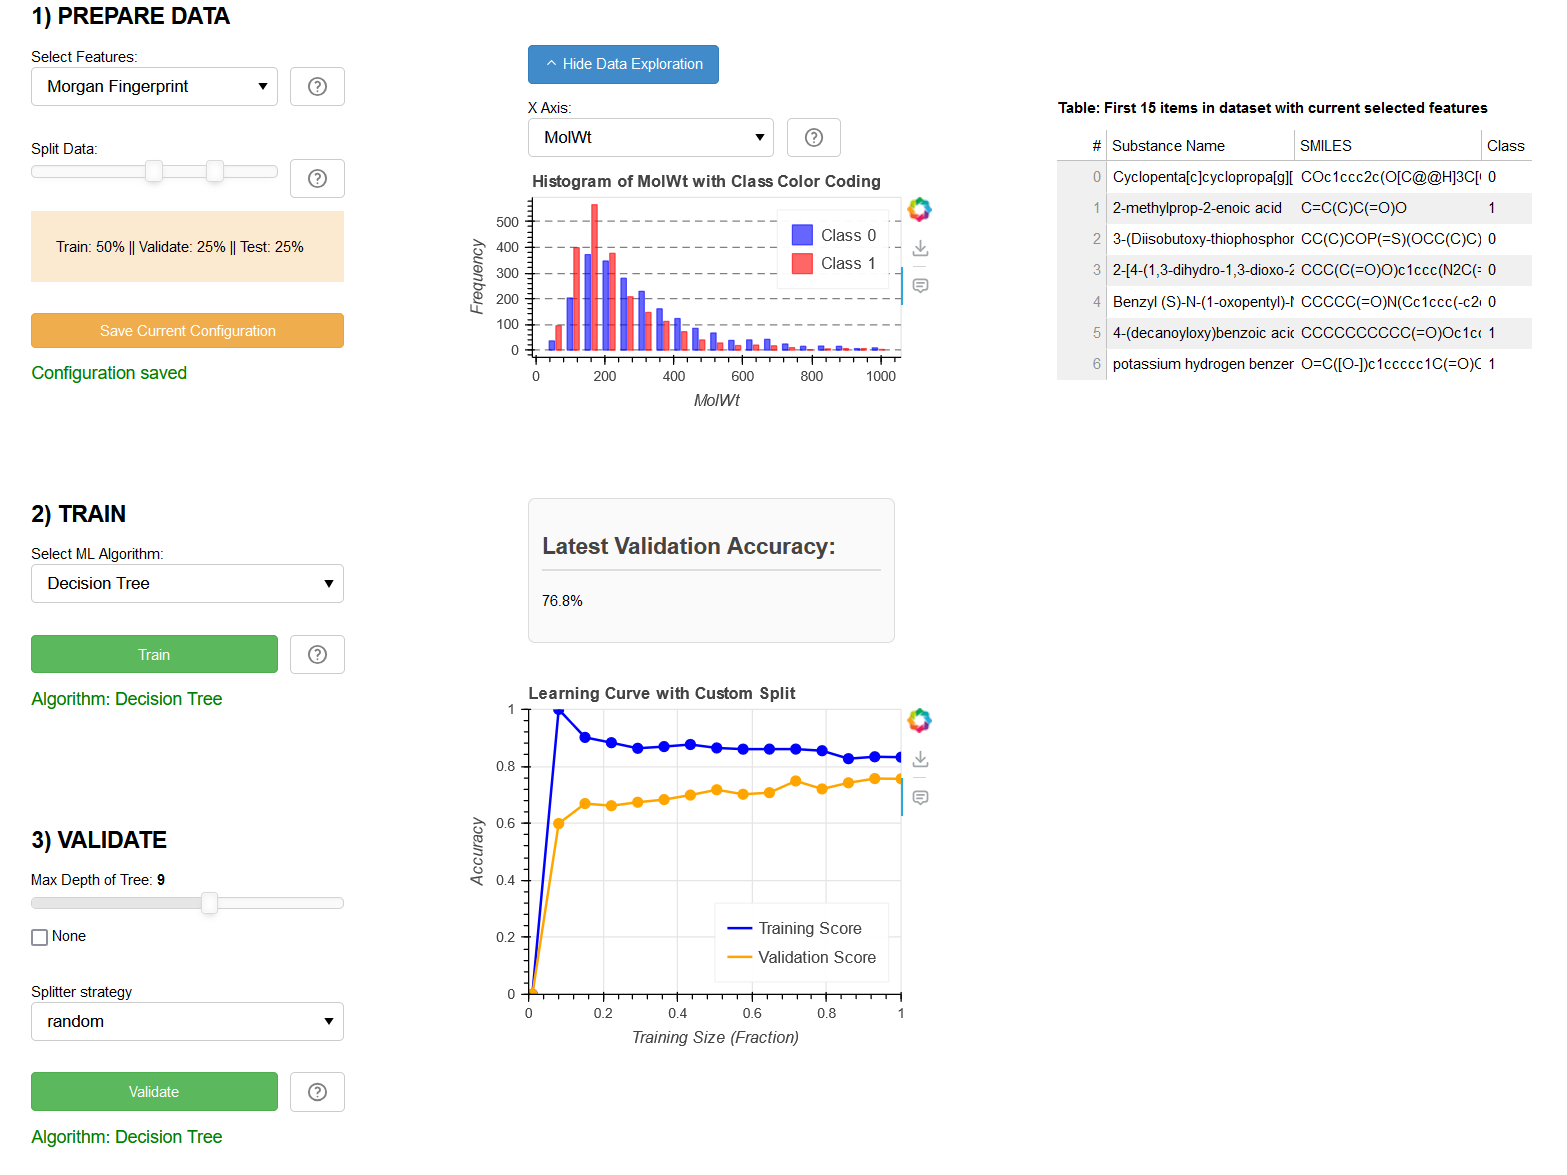 1) PREPARE DATA
Select Features:
Morgan Fingerprint
Split Data:
Train: 50% || Validate: 25% || Test: 25%
Save Current Configuration
Configuration saved
Hide Data Exploration
X Axis:
MolWt
Histogram of MolWt with Class Color Coding
Class 0
Class 1
Frequency
500
400
300
200
100
0
0 200 400 600 800 1000
MolWt
Table: First 15 items in dataset with current selected features
# Substance Name SMILES Class
0 Cyclopenta[c]cyclopropa[g][ COc1ccc2c(O[C@@H]3C[ 0
1 2-methylprop-2-enoic acid C=C(C)C(=O)O 1
2 3-(Diisobutoxy-thiophosphor CC(C)COP(=S)(OCC(C)C) 0
3 2-[4-(1,3-dihydro-1,3-dioxo-2 CCC(C(=O)O)c1ccc(N2C(= 0
4 Benzyl (S)-N-(1-oxopentyl)-N CCCCC(=O)N(Cc1ccc(-c2 0
5 4-(decanoyloxy)benzoic acid CCCCCCCCCC(=O)Oc1cc 1
6 potassium hydrogen benzer O=C([O-])c1ccccc1C(=O)O 1
2) TRAIN
Select ML Algorithm:
Decision Tree
Train
Algorithm: Decision Tree
Latest Validation Accuracy:
76.8%
Learning Curve with Custom Split
1
0.8
0.6
0.4
0.2
0
Accuracy
Training Score
Validation Score
0 0.2 0.4 0.6 0.8 1
Training Size (Fraction)
3) VALIDATE
Max Depth of Tree: 9
None
Splitter strategy
random
Validate
Algorithm: Decision Tree